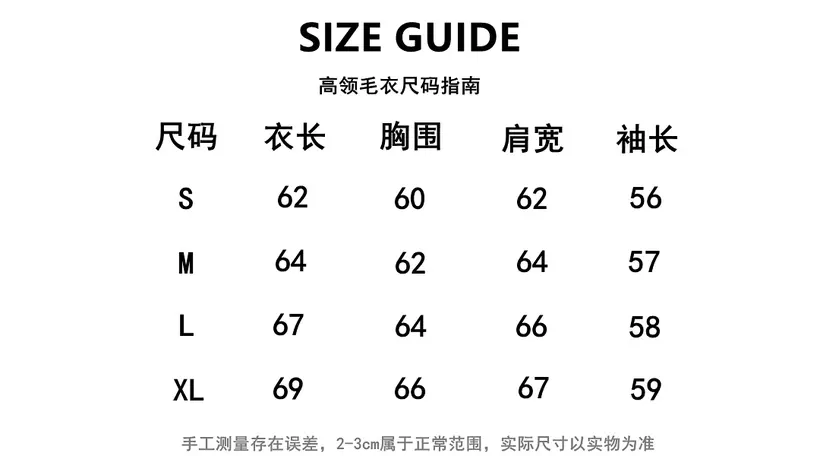 SIZE GUIDE
高领毛衣尺码指南
尺码 衣长 胸围 肩宽 袖长
S 62 60 62 56
M 64 62 64 57
L 67 64 66 58
XL 69 66 67 59
手工测量存在误差，2-3cm属于正常范围，实际尺寸以实物为准